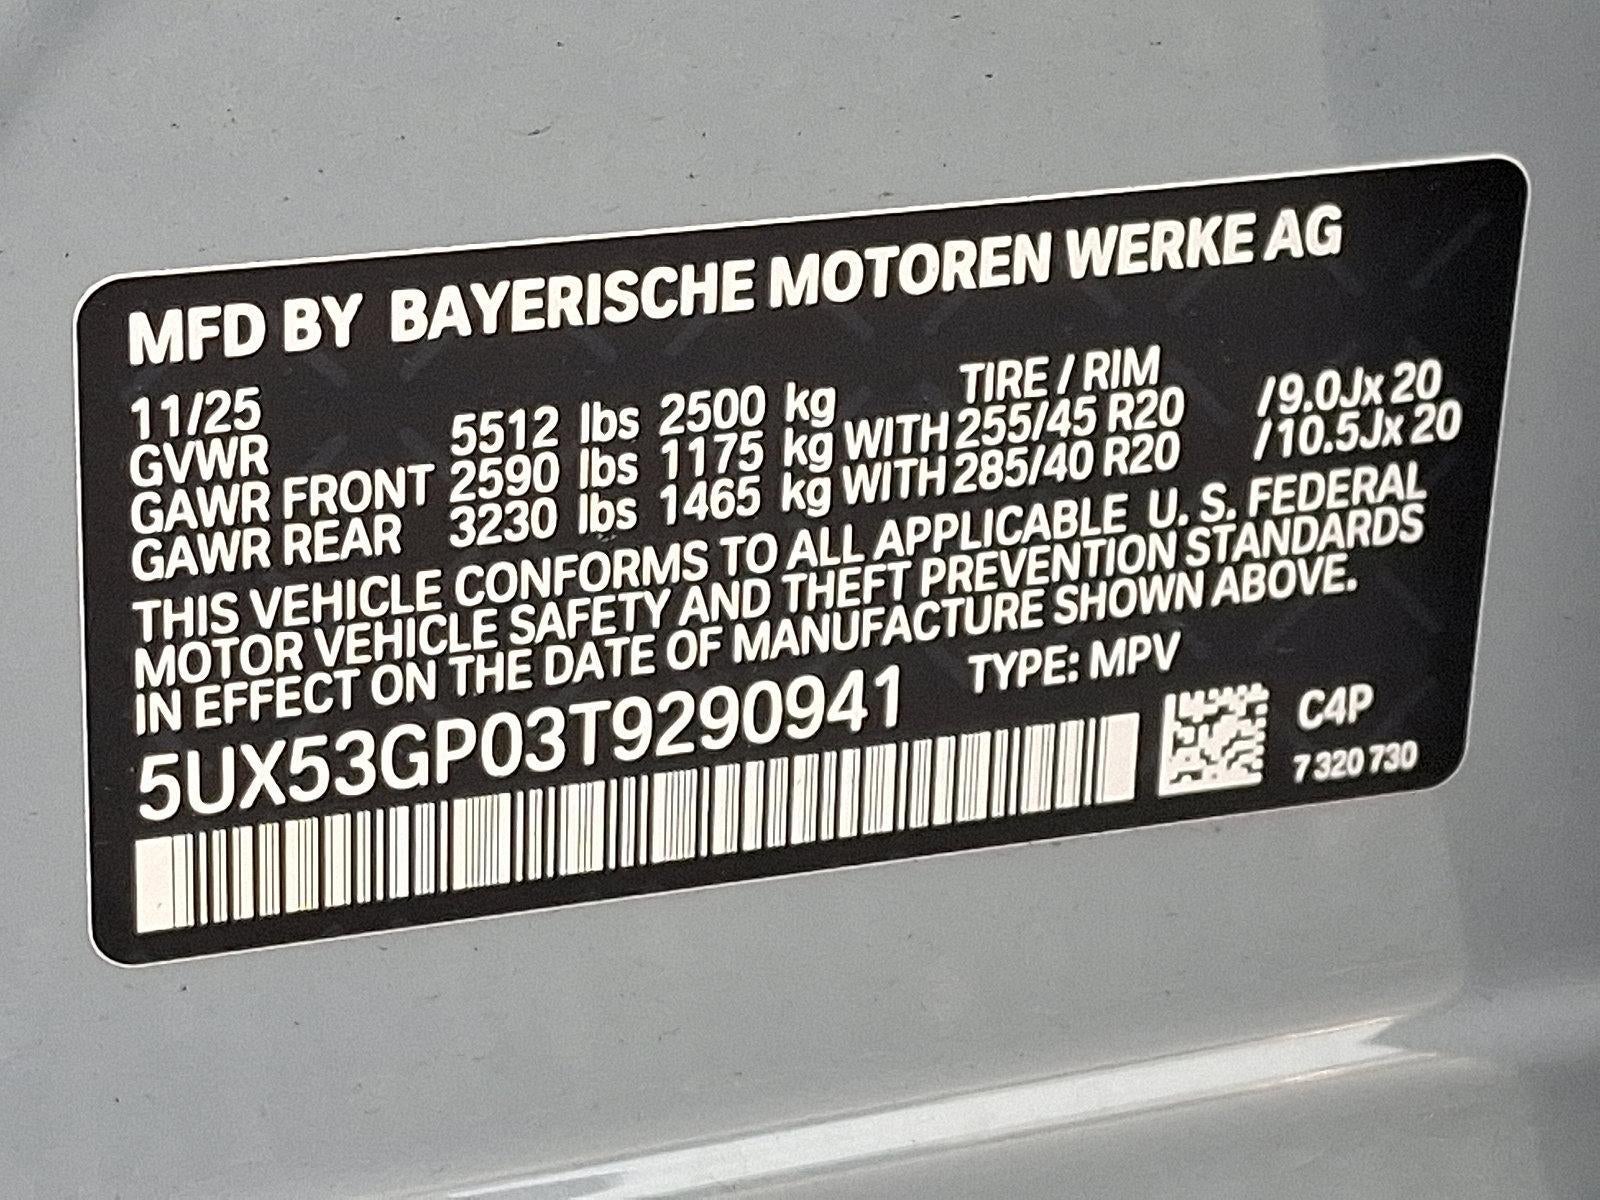 MFD BY BAYERISCHE MOTOREN WERKE AG
11/25 TIRE / RIM
GVWR 5512 lbs 2500 kg
GAWR FRONT 2590 lbs 1175 kg WITH 255/45 R20 /9.0Jx 20
GAWR REAR 3230 lbs 1465 kg WITH 285/40 R20 /10.5Jx 20
THIS VEHICLE CONFORMS TO ALL APPLICABLE U. S. FEDERAL
MOTOR VEHICLE SAFETY AND THEFT PREVENTION STANDARDS
IN EFFECT ON THE DATE OF MANUFACTURE SHOWN ABOVE.
5UX53GP03T9290941 TYPE: MPV
C4P
7 320 730